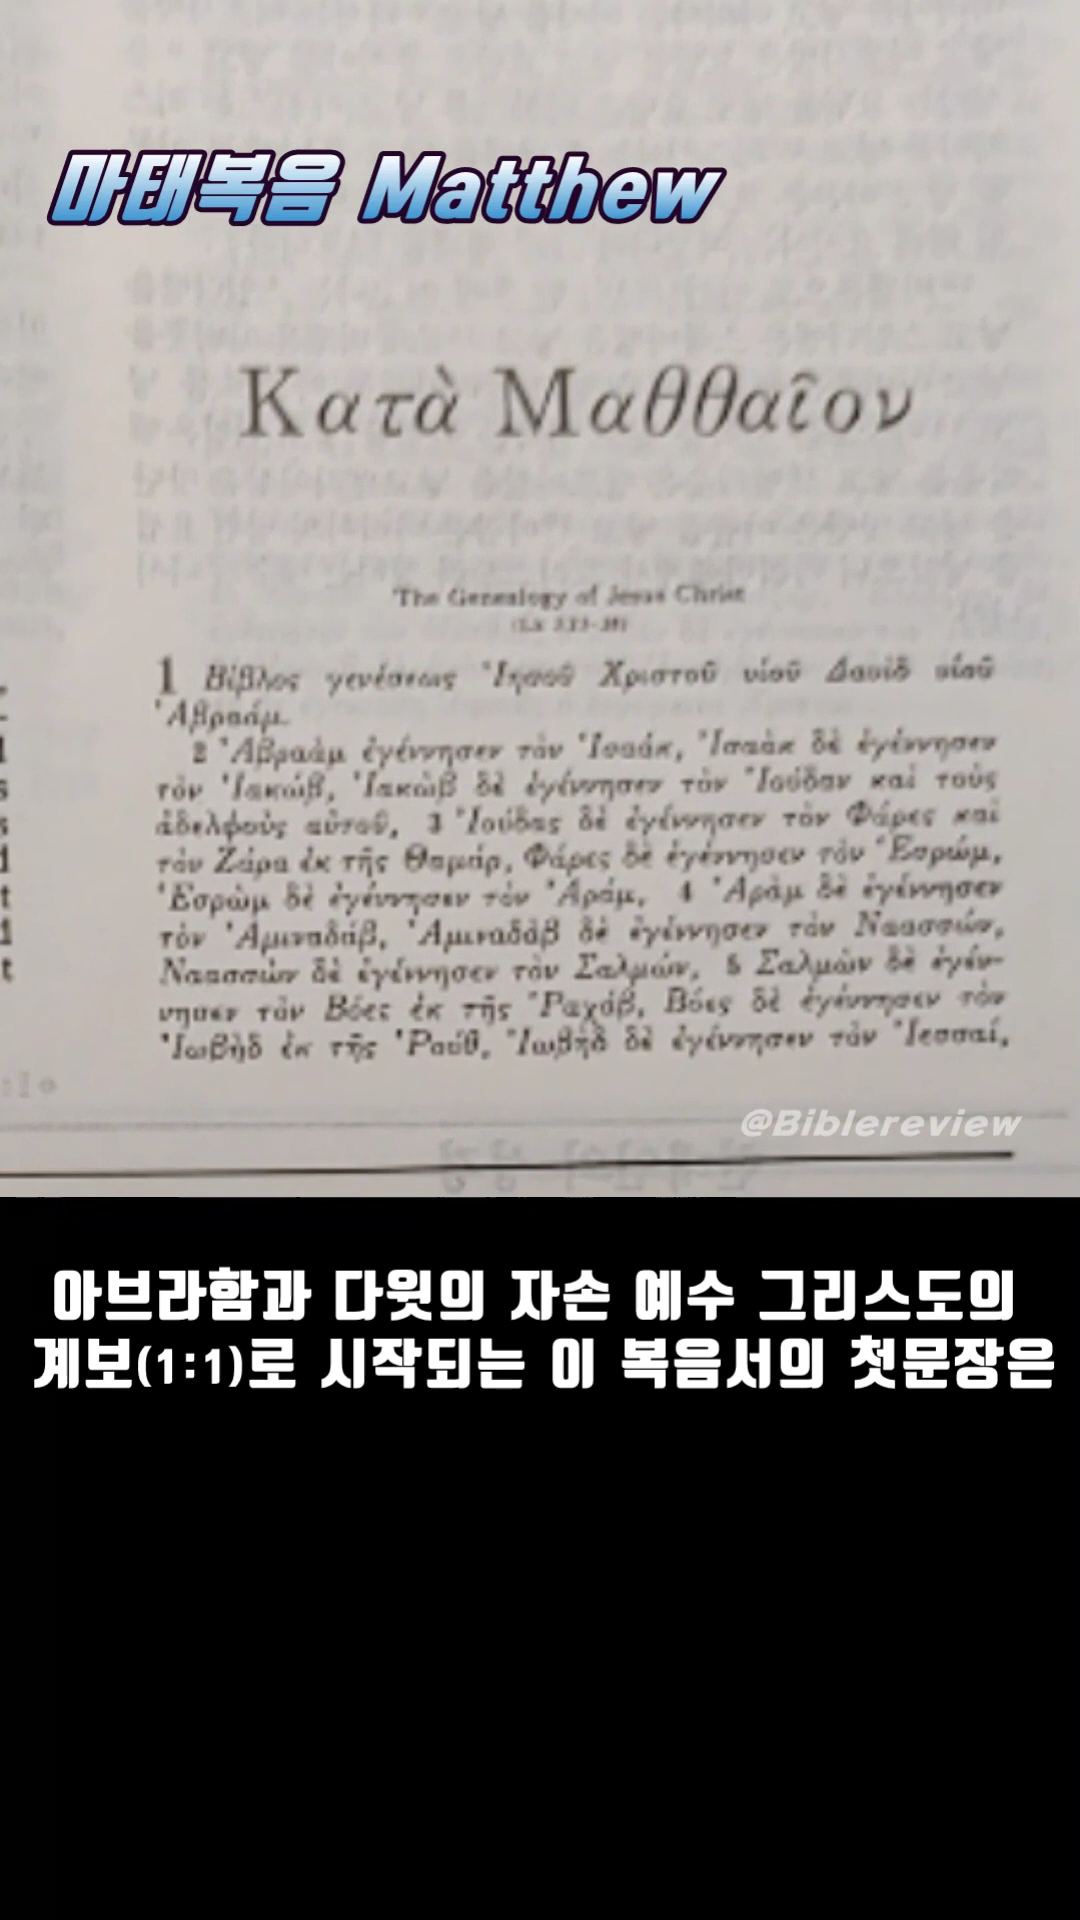 마태복음 Matthew
Κατὰ Μαθθαῖον
The Genealogy of Jesus Christ
1 Βίβλος γενέσεως Ἰησοῦ Χριστοῦ υἱοῦ Δαυὶδ υἱοῦ
Ἀβραάμ.
2 Ἀβραὰμ ἐγέννησεν τὸν Ἰσαάκ, Ἰσαὰκ δὲ ἐγέννησεν
τὸν Ἰακώβ, Ἰακὼβ δὲ ἐγέννησεν τὸν Ἰούδαν καὶ τοὺς
ἀδελφοὺς αὐτοῦ, 3 Ἰούδας δὲ ἐγέννησεν τὸν Φάρες καὶ
τὸν Ζάρα ἐκ τῆς Θαμάρ, Φάρες δὲ ἐγέννησεν τὸν Ἑσρώμ,
Ἑσρὼμ δὲ ἐγέννησεν τὸν Ἀράμ, 4 Ἀρὰμ δὲ ἐγέννησεν
τὸν Ἀμιναδάβ, Ἀμιναδὰβ δὲ ἐγέννησεν τὸν Ναασσών,
Ναασσὼν δὲ ἐγέννησεν τὸν Σαλμών, 5 Σαλμὼν δὲ ἐγέν-
νησεν τὸν Βόες ἐκ τῆς Ῥαχάβ, Βόες δὲ ἐγέννησεν τὸν
Ἰωβὴδ ἐκ τῆς Ῥούθ, Ἰωβὴδ δὲ ἐγέννησεν τὸν Ἰεσσαί,
@Biblereview
아브라함과 다윗의 자손 예수 그리스도의
계보(1:1)로 시작되는 이 복음서의 첫문장은